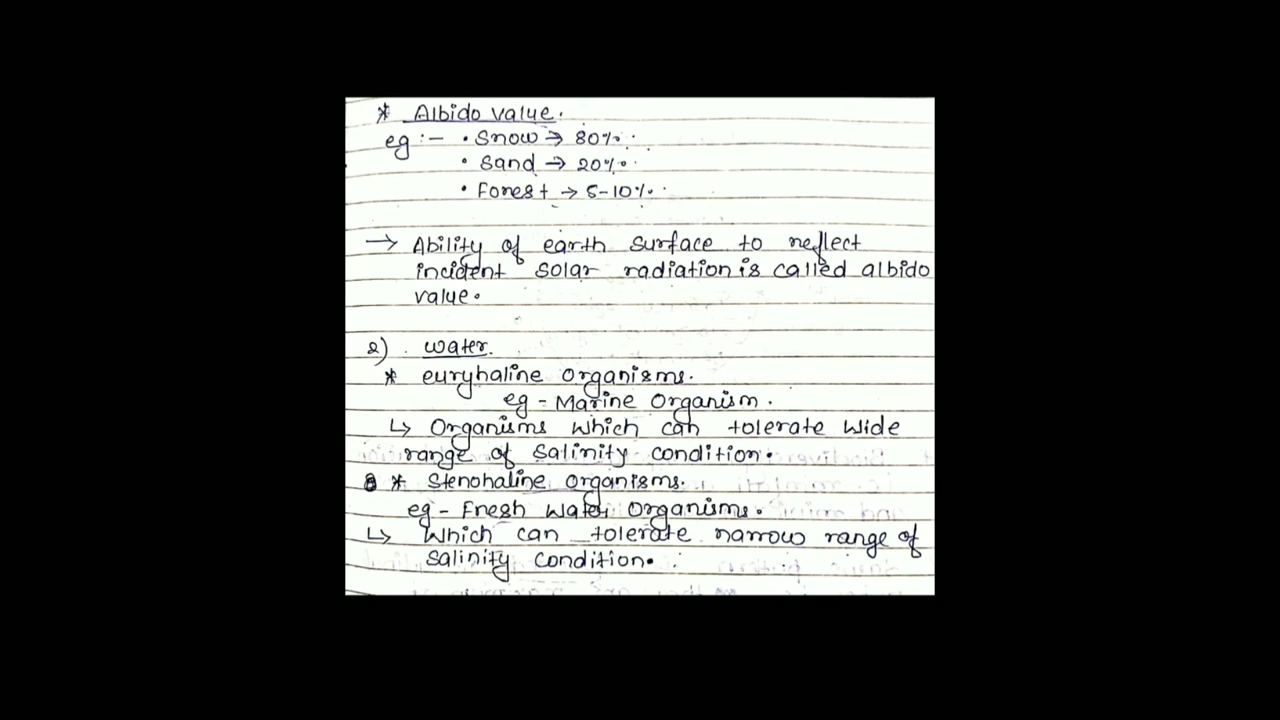 * Albido value.
eg :- • Snow → 80%.
• Sand → 20%.
• Forest → 5-10%.
→ Ability of earth surface to reflect
incident solar radiation is called albido
value.
2) . water.
* euryhaline organisms.
eg - Marine Organism.
↳ Organisms which can tolerate wide
range of salinity condition.
* Stenohaline organisms.
eg - Fresh Water Organisms.
↳ Which can tolerate narrow range of
salinity condition.